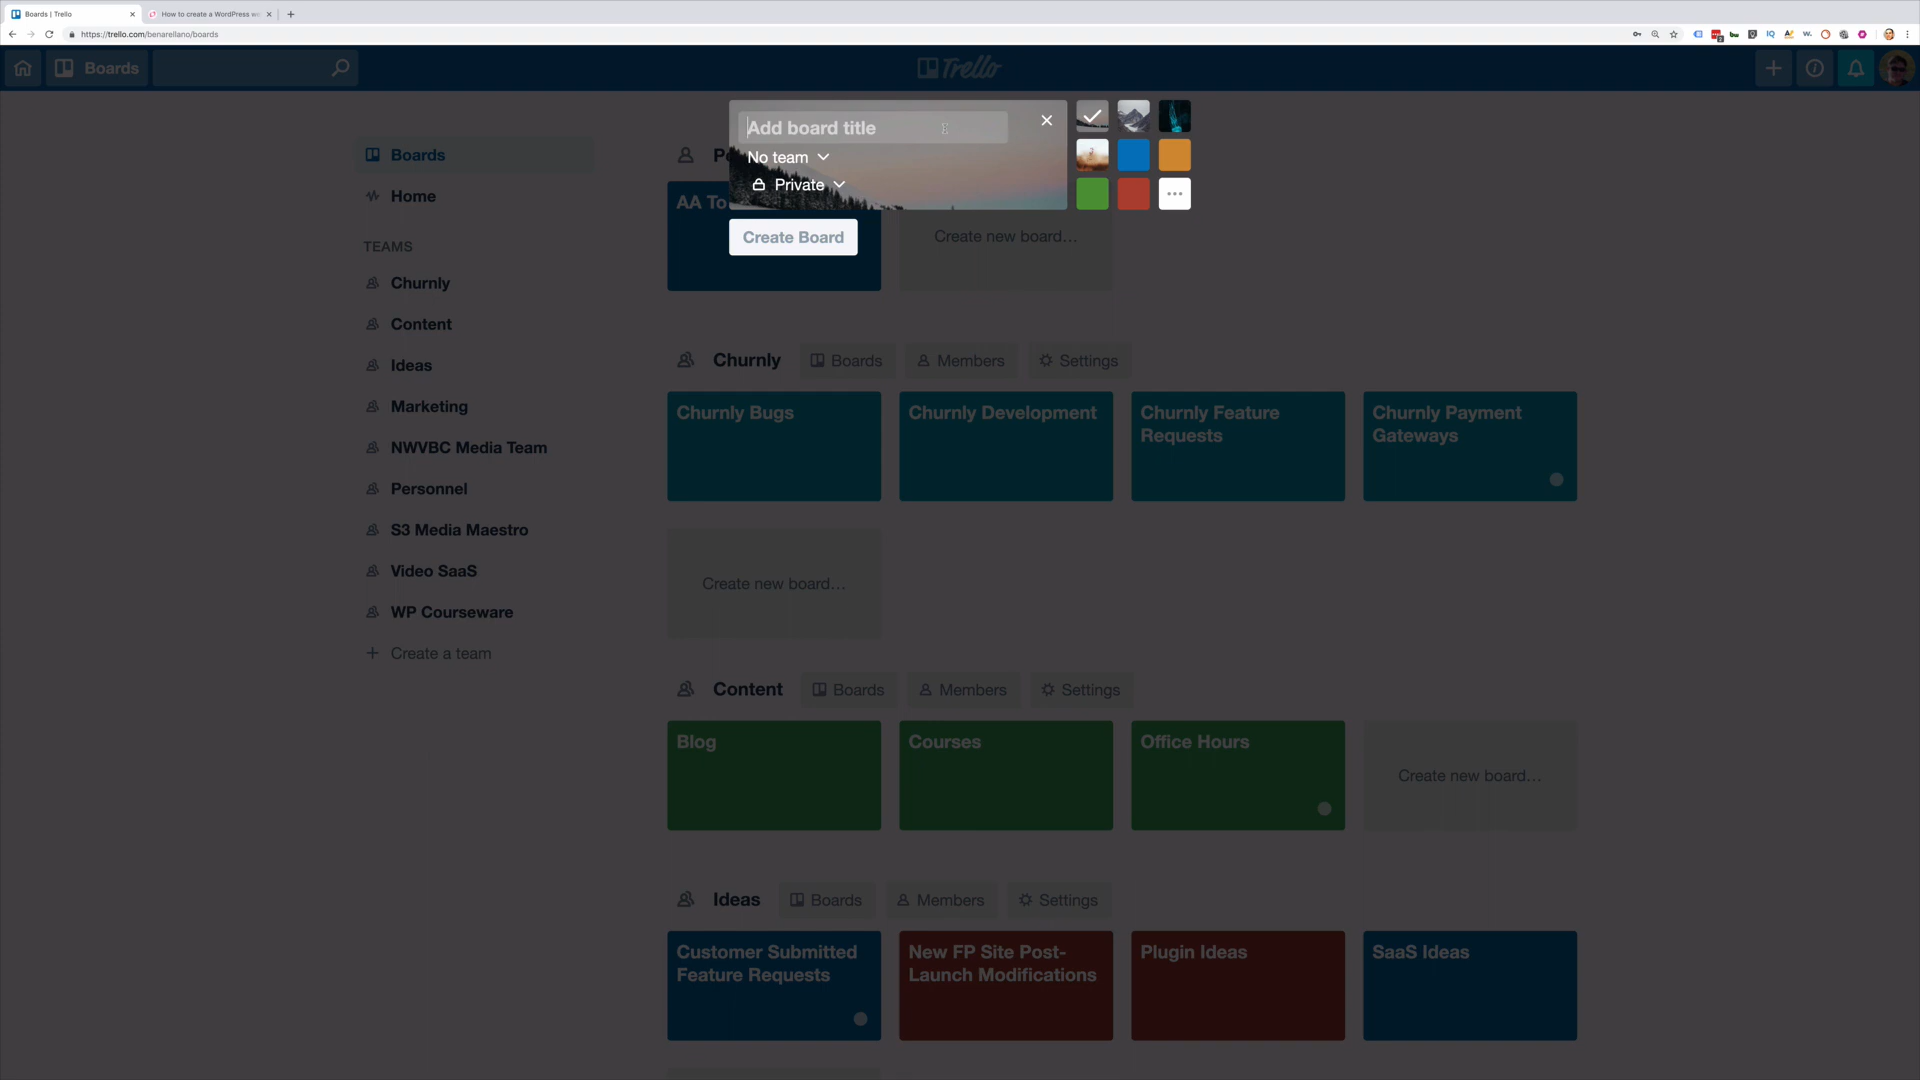 Boards | Trello
How to create a WordPress we
https://trello.com/benarellano/boards
Boards
Trello
Add board title
No team
Private
Create Board
Boards
Home
TEAMS
Churnly
Content
Ideas
Marketing
NWVBC Media Team
Personnel
S3 Media Maestro
Video SaaS
WP Courseware
Create a team
AA To
Create new board…
Churnly
Boards
Members
Settings
Churnly Bugs
Churnly Development
Churnly Feature
Requests
Churnly Payment
Gateways
Create new board…
Content
Boards
Members
Settings
Blog
Courses
Office Hours
Create new board…
Ideas
Boards
Members
Settings
Customer Submitted
Feature Requests
New FP Site Post-
Launch Modifications
Plugin Ideas
SaaS Ideas